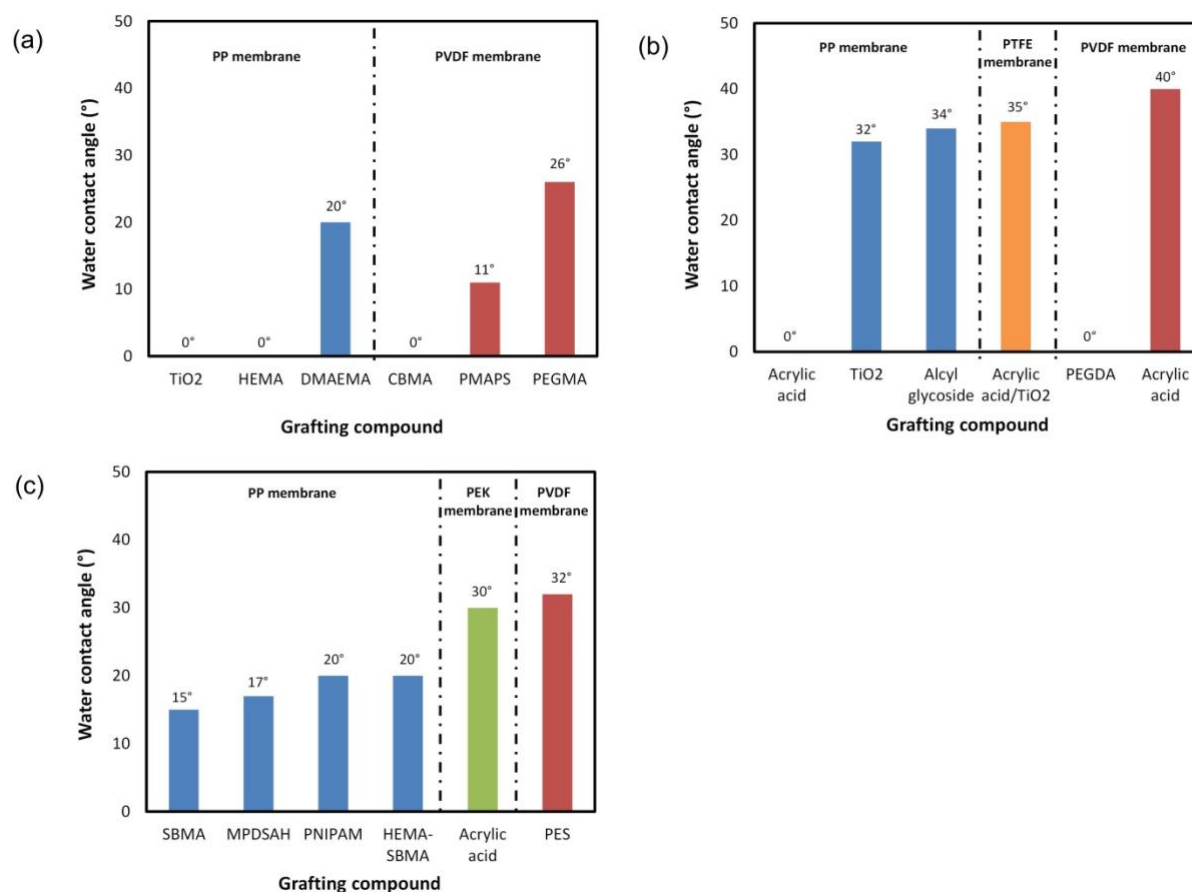 (a)
Water contact angle (°)
50
40
30
20
10
0
PP membrane
PVDF membrane
0°
0°
20°
0°
11°
26°
TiO2
HEMA
DMAEMA
CBMA
PMAPS
PEGMA
Grafting compound
(b)
Water contact angle (°)
50
40
30
20
10
0
PP membrane
PTFE
membrane
PVDF membrane
0°
32°
34°
35°
0°
40°
Acrylic
acid
TiO2
Alcyl
glycoside
Acrylic
acid/TiO2
PEGDA
Acrylic
acid
Grafting compound
(c)
Water contact angle (°)
50
40
30
20
10
0
PP membrane
PEK
membrane
PVDF
membrane
15°
17°
20°
20°
30°
32°
SBMA
MPDSAH
PNIPAM
HEMA-
SBMA
Acrylic
acid
PES
Grafting compound